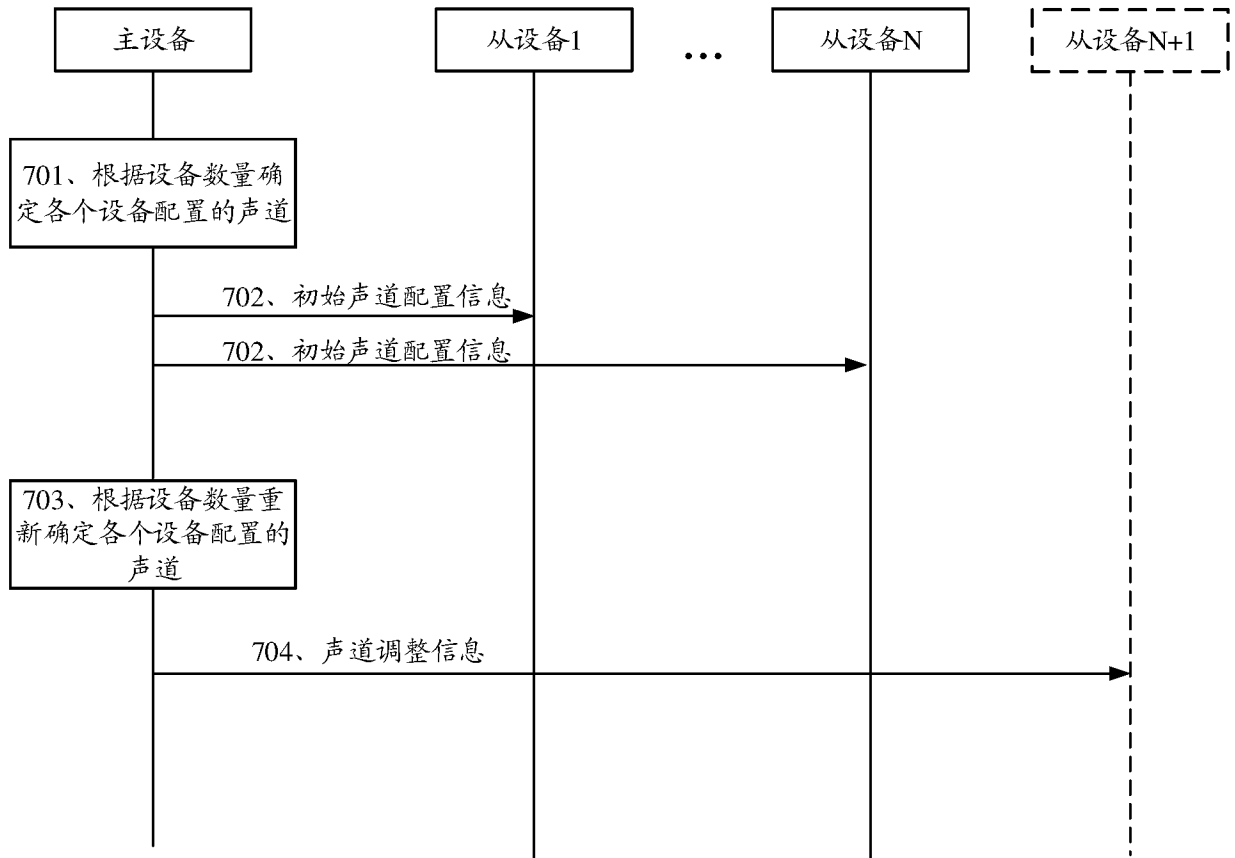 主设备
从设备1
...
从设备N
从设备N+1
701、根据设备数量确
定各个设备配置的声道
702、初始声道配置信息
702、初始声道配置信息
703、根据设备数量重
新确定各个设备配置的
声道
704、声道调整信息